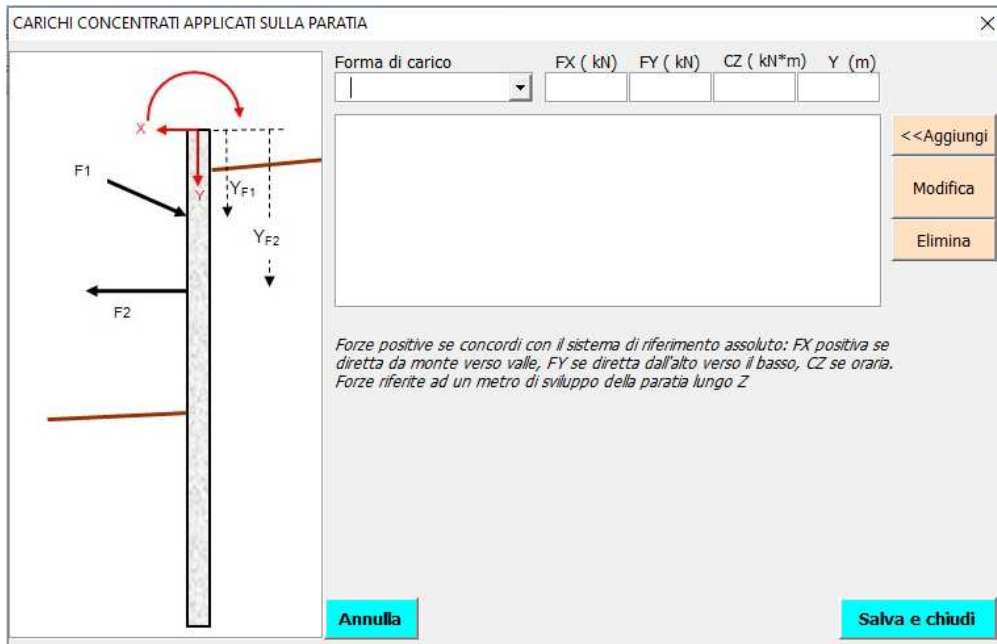 CARICHI CONCENTRATI APPLICATI SULLA PARATIA
Forma di carico
FX ( kN)
FY ( kN)
CZ ( kN*m)
Y (m)
<<Aggiungi
Modifica
Elimina
X
Y
F1
YF1
YF2
F2
Forze positive se concordi con il sistema di riferimento assoluto: FX positiva se
diretta da monte verso valle, FY se diretta dall'alto verso il basso, CZ se oraria.
Forze riferite ad un metro di sviluppo della paratia lungo Z
Annulla
Salva e chiudi